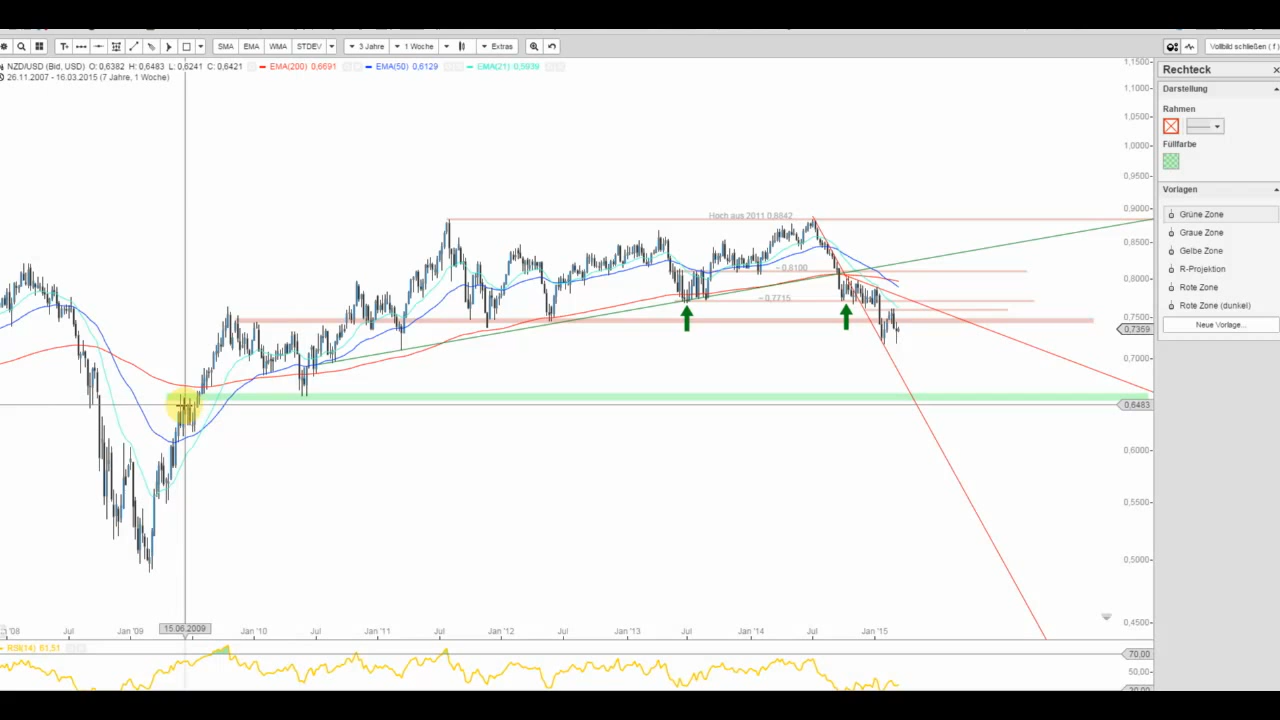 SMA EMA WMA STDEV 3 Jahre 1 Woche Extras Vollbild schließen ( f )
NZD/USD (Bid, USD) O: 0,6382 H: 0,6483 L: 0,6241 C: 0,6421 EMA(200) 0,6691 EMA(50) 0,6129 EMA(21) 0,5939
26.11.2007 - 16.03.2015 (7 Jahre, 1 Woche)
Rechteck
Darstellung
Rahmen
Füllfarbe
Vorlagen
Grüne Zone
Graue Zone
Gelbe Zone
R-Projektion
Rote Zone
Rote Zone (dunkel)
Neue Vorlage...
Hoch aus 2011 0,8842
0,8100
0,7715
1,1500
1,1000
1,0500
1,0000
0,9500
0,9000
0,8500
0,8000
0,7500
0,7359
0,7000
0,6483
0,6000
0,5500
0,5000
0,4500
'08 Jul Jan '09 15.06.2009 Jan '10 Jul Jan '11 Jul Jan '12 Jul Jan '13 Jul Jan '14 Jul Jan '15
RSI(14) 61,51
70,00
50,00
30,00